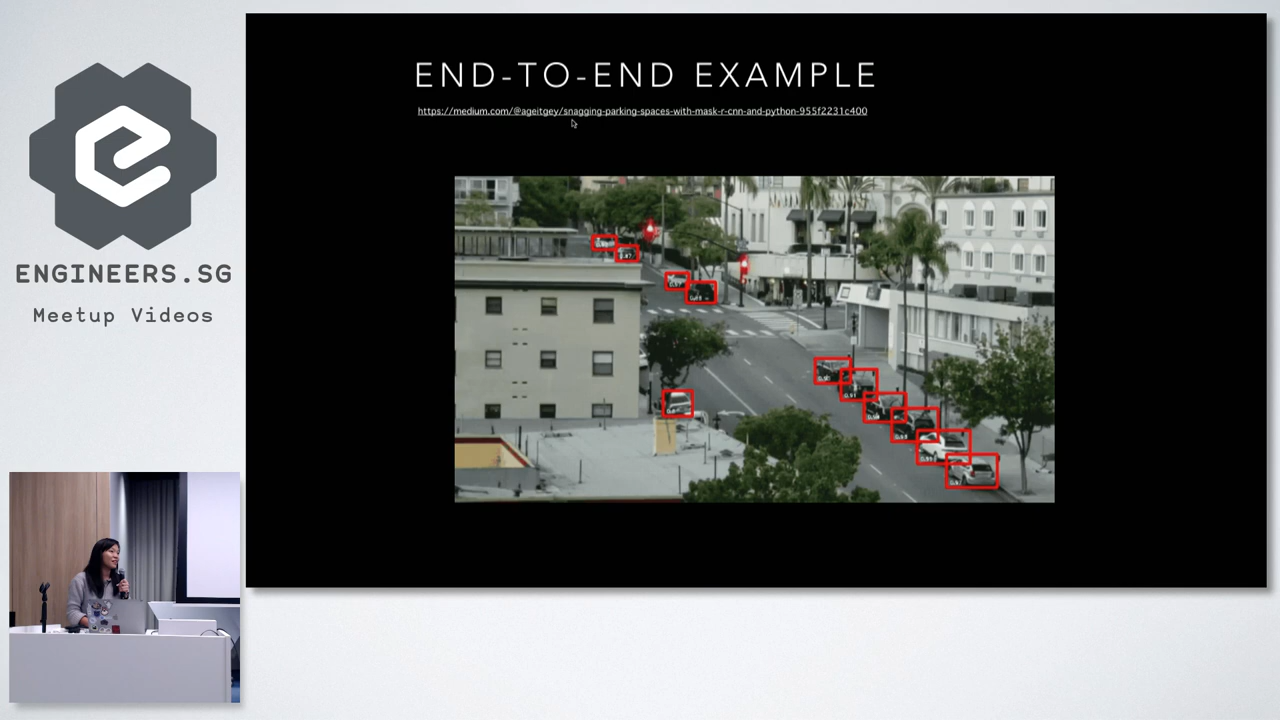 END-TO-END EXAMPLE
https://medium.com/@ageitgey/snagging-parking-spaces-with-mask-r-cnn-and-python-955f2231c400
ENGINEERS.SG
Meetup Videos